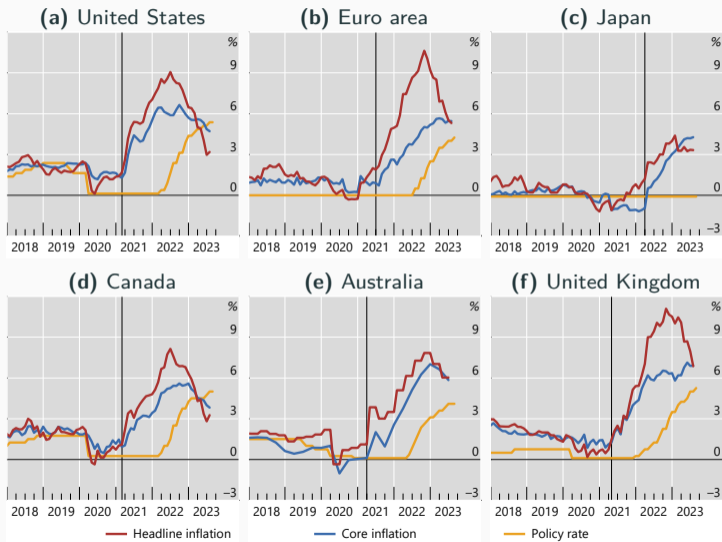 (a) United States
(b) Euro area
(c) Japan
%
9
6
3
0
2018 2019 2020 2021 2022 2023
%
9
6
3
0
2018 2019 2020 2021 2022 2023
%
9
6
3
0
−3
2018 2019 2020 2021 2022 2023
(d) Canada
(e) Australia
(f) United Kingdom
%
9
6
3
0
−3
2018 2019 2020 2021 2022 2023
%
9
6
3
0
−3
2018 2019 2020 2021 2022 2023
%
9
6
3
0
−3
2018 2019 2020 2021 2022 2023
Headline inflation
Core inflation
Policy rate